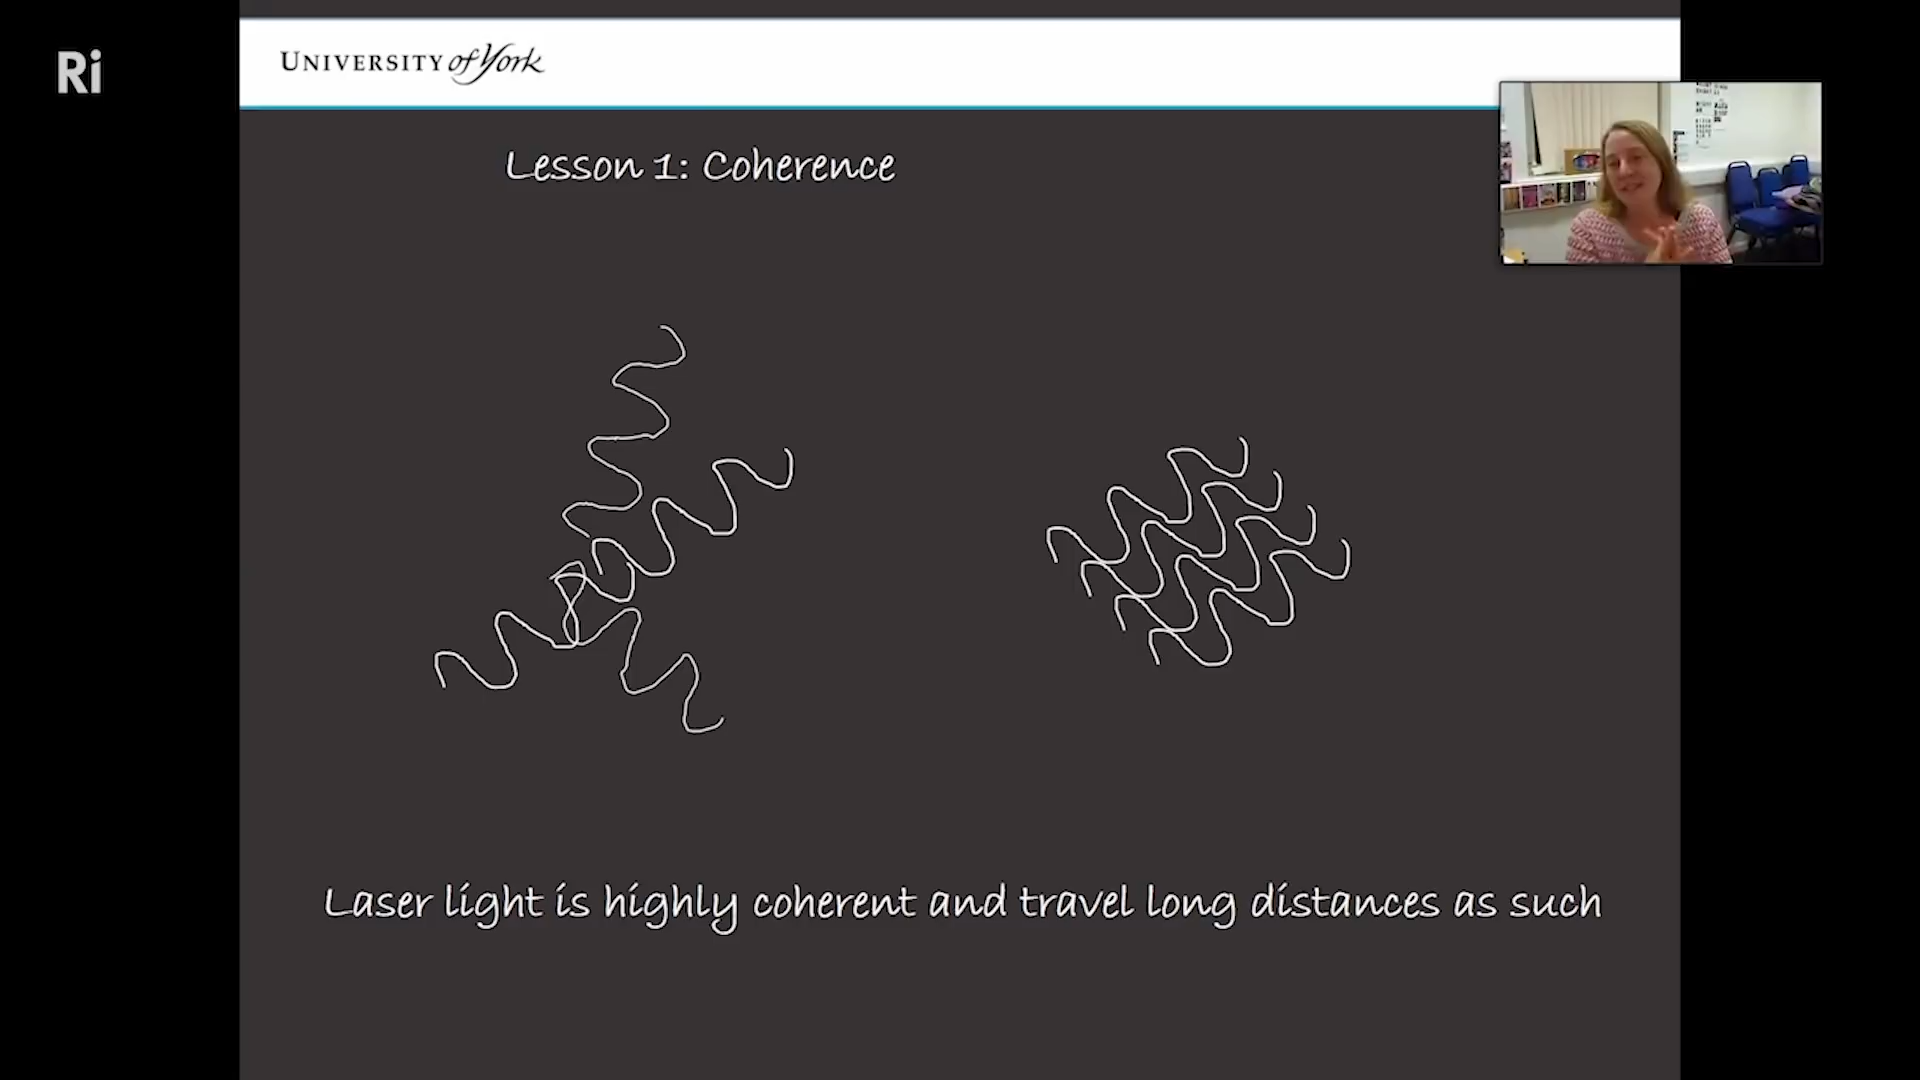 Ri
UNIVERSITY of York
Lesson 1: Coherence
Laser light is highly coherent and travel long distances as such